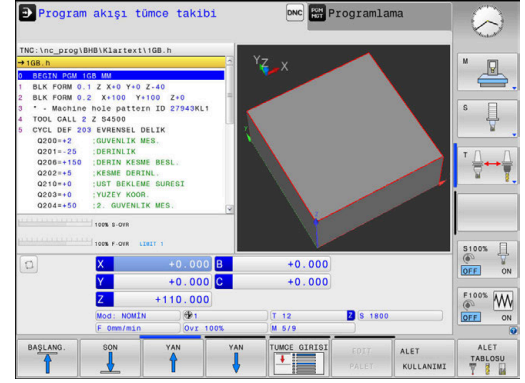 Program akışı tümce takibi
DNC
PGM MGT
Programlama
TNC:\nc_prog\BHB\Klartext\1GB.h
→1GB.h
0 BEGIN PGM 1GB MM
1 BLK FORM 0.1 Z X+0 Y+0 Z-40
2 BLK FORM 0.2 X+100 Y+100 Z+0
3 * - Machine hole pattern ID 27943KL1
4 TOOL CALL 2 Z S4500
5 CYCL DEF 203 EVRENSEL DELIK
Q200=+2 ;GUVENLIK MES.
Q201=-25 ;DERINLIK
Q206=+150 ;DERIN KESME BESL.
Q202=+5 ;KESME DERINL.
Q210=+0 ;UST BEKLEME SURESI
Q203=+0 ;YUZEY KOOR.
Q204=+50 ;2. GUVENLIK MES.
Y Z X
100% S-OVR
100% F-OVR LIMIT 1
X +0.000 B +0.000
Y +0.000 C +0.000
Z +110.000
Mod: NOMİN 1 T 12 Z S 1800
F 0mm/min Ovr 100% M 5/9
M
S
T
S100%
OFF ON
F100%
OFF ON
BAŞLANG.
SON
YAN
YAN
TUMCE GIRISI
EDIT PALET
ALET KULLANIMI
ALET TABLOSU